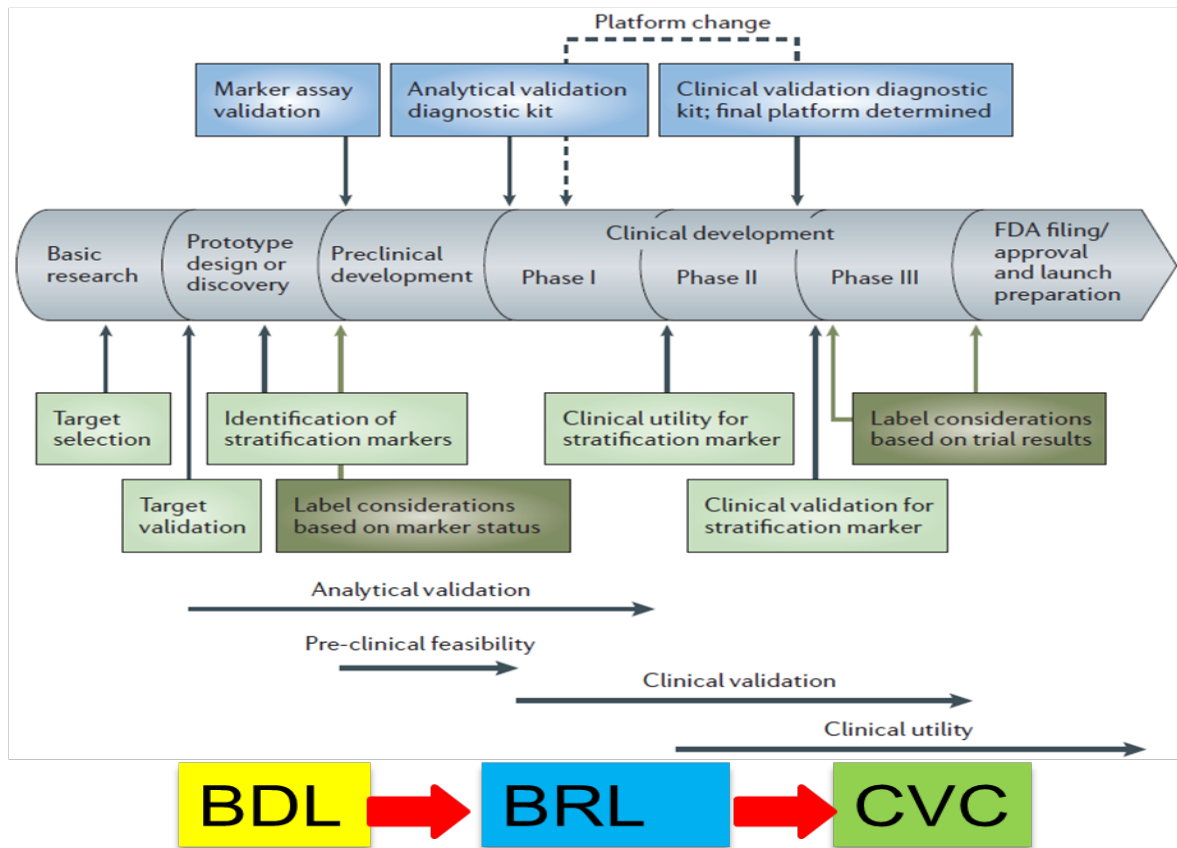 Platform change
Marker assay
validation
Analytical validation
diagnostic kit
Clinical validation diagnostic
kit; final platform determined
Basic
research
Prototype
design or
discovery
Preclinical
development
Clinical development
Phase I
Phase II
Phase III
FDA filing/
approval
and launch
preparation
Target
selection
Identification of
stratification markers
Clinical utility for
stratification marker
Label considerations
based on trial results
Target
validation
Label considerations
based on marker status
Clinical validation for
stratification marker
Analytical validation
Pre-clinical feasibility
Clinical validation
Clinical utility
BDL
BRL
CVC